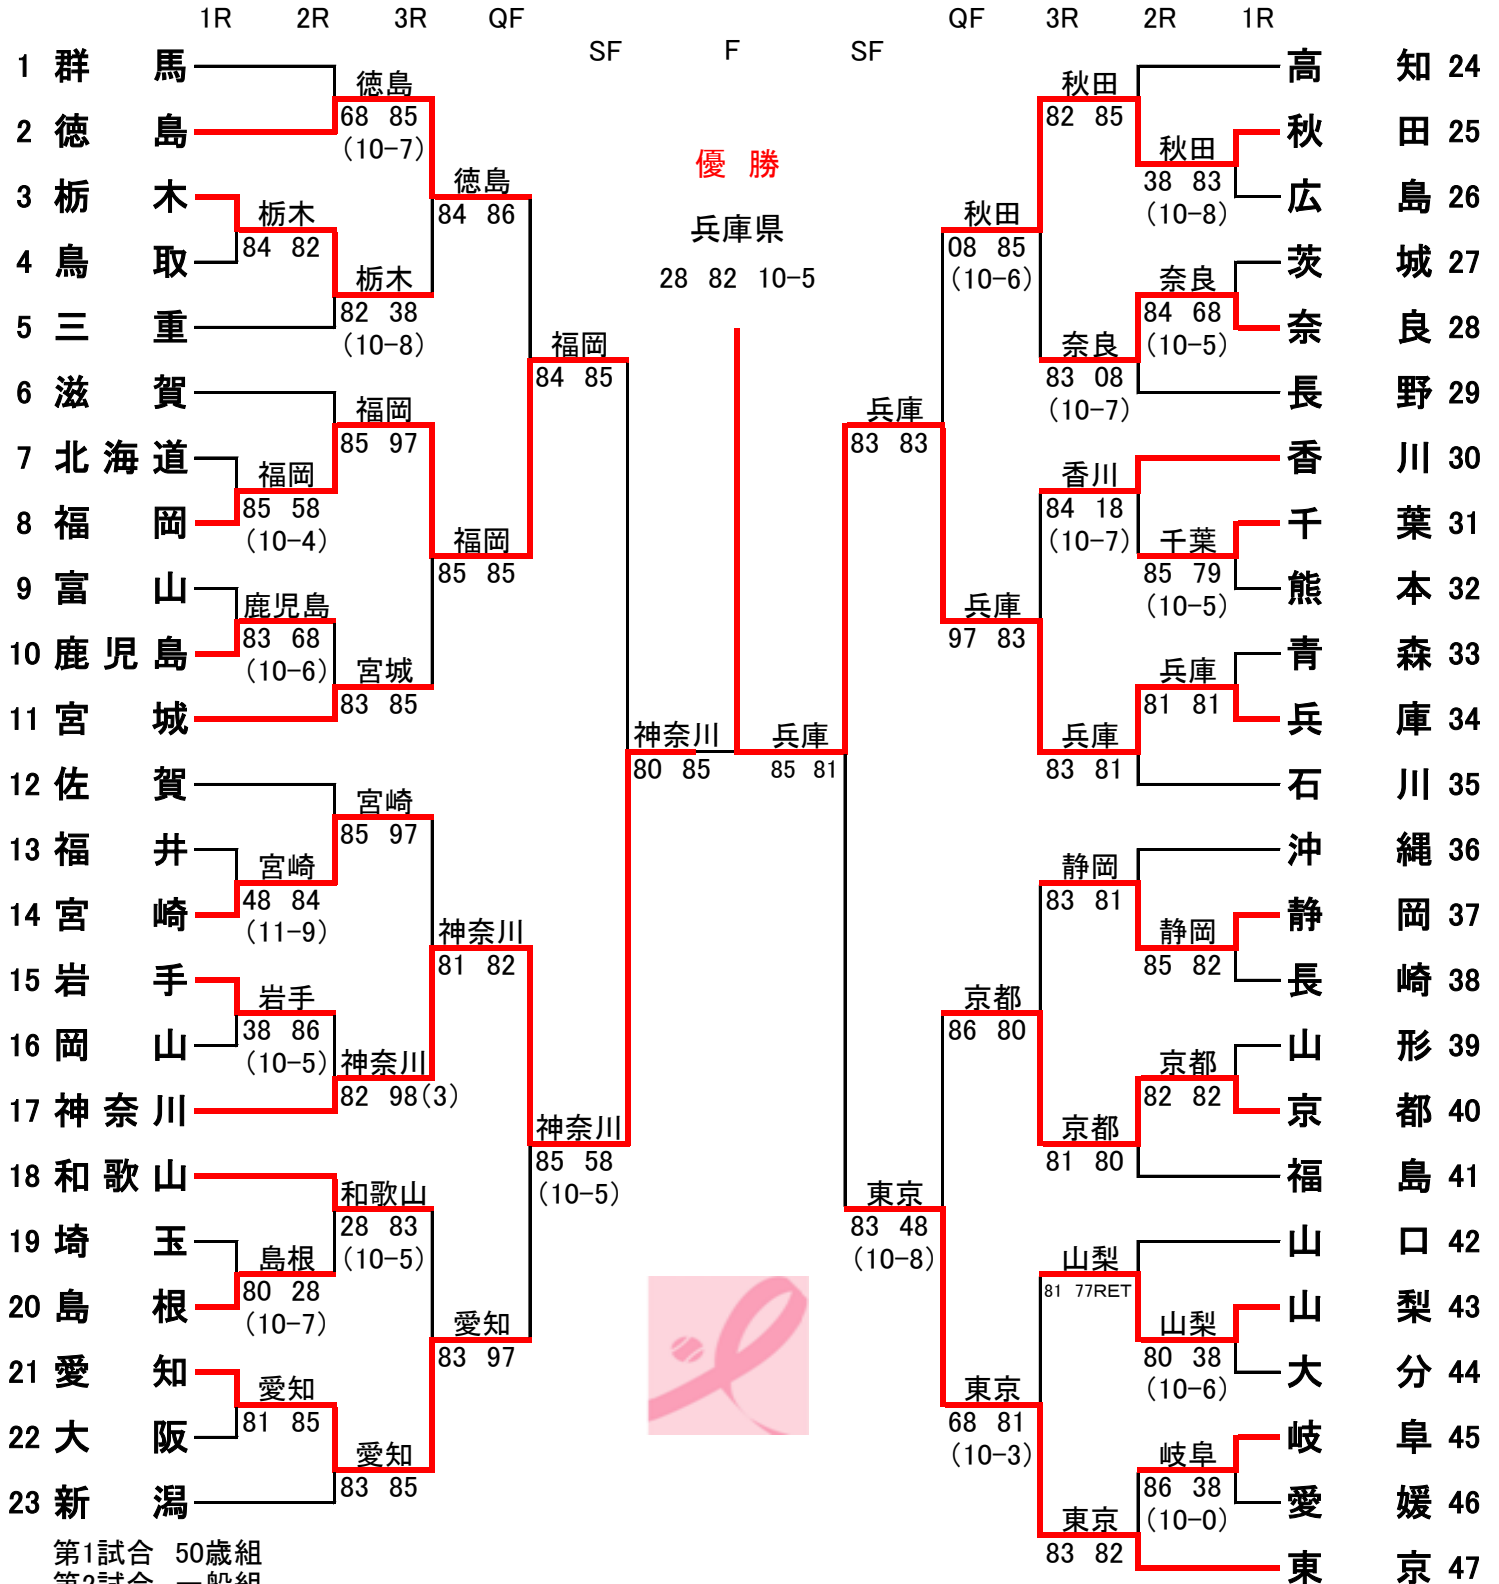 1R 2R 3R QF SF F SF QF 3R 2R 1R
優 勝
兵庫県
28 82 10-5
1 群 馬
2 徳 島
3 栃 木
4 鳥 取
5 三 重
6 滋 賀
7 北 海 道
8 福 岡
9 富 山
10 鹿 児 島
11 宮 城
12 佐 賀
13 福 井
14 宮 崎
15 岩 手
16 岡 山
17 神 奈 川
18 和 歌 山
19 埼 玉
20 島 根
21 愛 知
22 大 阪
23 新 潟
栃木
84 82
福岡
85 58
(10-4)
鹿児島
83 68
(10-6)
宮崎
48 84
(11-9)
岩手
38 86
(10-5)
島根
80 28
(10-7)
愛知
81 85
徳島
68 85
(10-7)
栃木
82 38
(10-8)
福岡
85 97
宮城
83 85
宮崎
85 97
神奈川
82 98(3)
和歌山
28 83
(10-5)
愛知
83 85
徳島
84 86
福岡
85 85
神奈川
81 82
愛知
83 97
福岡
84 85
神奈川
85 58
(10-5)
神奈川
80 85
兵庫
85 81
兵庫
83 83
東京
83 48
(10-8)
秋田
08 85
(10-6)
兵庫
97 83
京都
86 80
東京
68 81
(10-3)
秋田
82 85
奈良
83 08
(10-7)
香川
84 18
(10-7)
兵庫
83 81
静岡
83 81
京都
81 80
山梨
81 77RET
東京
83 82
秋田
38 83
(10-8)
奈良
84 68
(10-5)
千葉
85 79
(10-5)
兵庫
81 81
静岡
85 82
京都
82 82
山梨
80 38
(10-6)
岐阜
86 38
(10-0)
高 知 24
秋 田 25
広 島 26
茨 城 27
奈 良 28
長 野 29
香 川 30
千 葉 31
熊 本 32
青 森 33
兵 庫 34
石 川 35
沖 縄 36
静 岡 37
長 崎 38
山 形 39
京 都 40
福 島 41
山 口 42
山 梨 43
大 分 44
岐 阜 45
愛 媛 46
東 京 47
第1試合 50歳組
第2試合 一般組